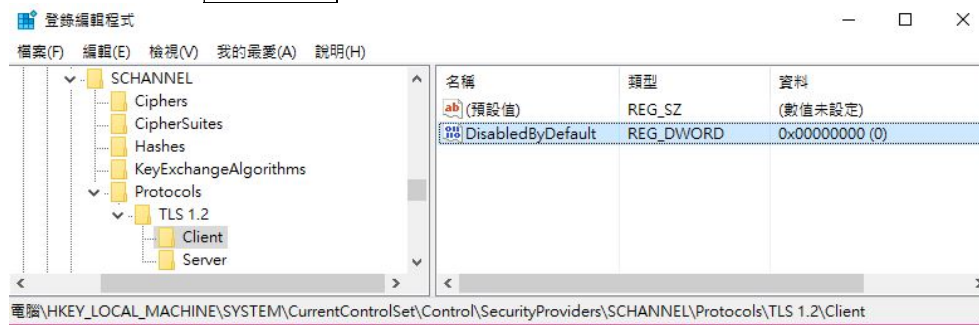 登錄編輯程式
檔案(F) 編輯(E) 檢視(V) 我的最愛(A) 說明(H)
SCHANNEL
Ciphers
CipherSuites
Hashes
KeyExchangeAlgorithms
Protocols
TLS 1.2
Client
Server
名稱 類型 資料
(預設值) REG_SZ (數值未設定)
DisabledByDefault REG_DWORD 0x00000000 (0)
電腦\HKEY_LOCAL_MACHINE\SYSTEM\CurrentControlSet\Control\SecurityProviders\SCHANNEL\Protocols\TLS 1.2\Client